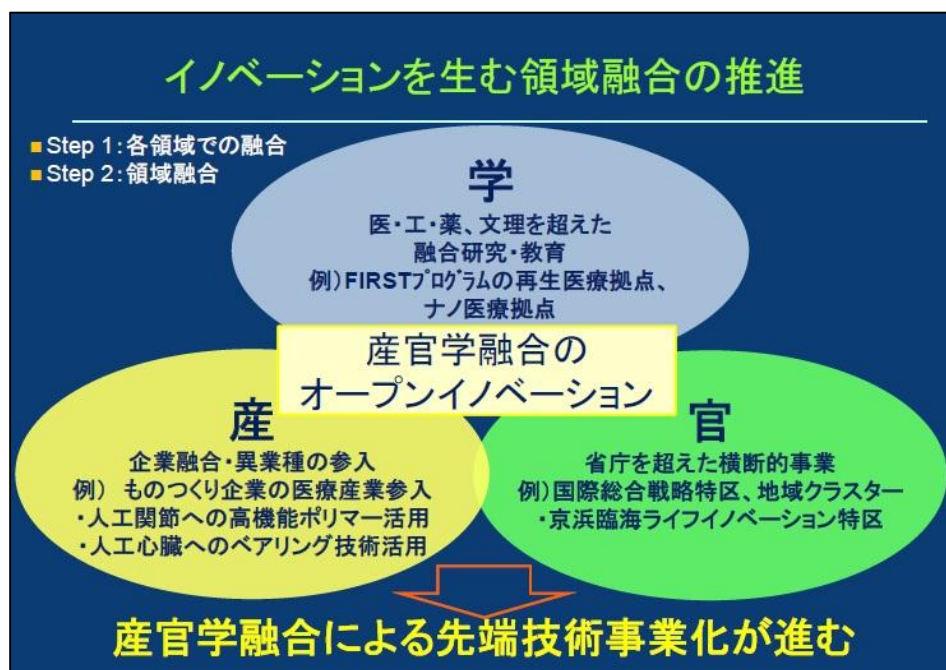 イノベーションを生む領域融合の推進
■Step 1:各領域での融合
■Step 2:領域融合
学
医・工・薬、文理を超えた
融合研究・教育
例)FIRSTプログラムの再生医療拠点、
ナノ医療拠点
産官学融合の
オープンイノベーション
産
企業融合・異業種の参入
例) ものつくり企業の医療産業参入
・人工関節への高機能ポリマー活用
・人工心臓へのベアリング技術活用
官
省庁を超えた横断的事業
例)国際総合戦略特区、地域クラスター
・京浜臨海ライフイノベーション特区
産官学融合による先端技術事業化が進む